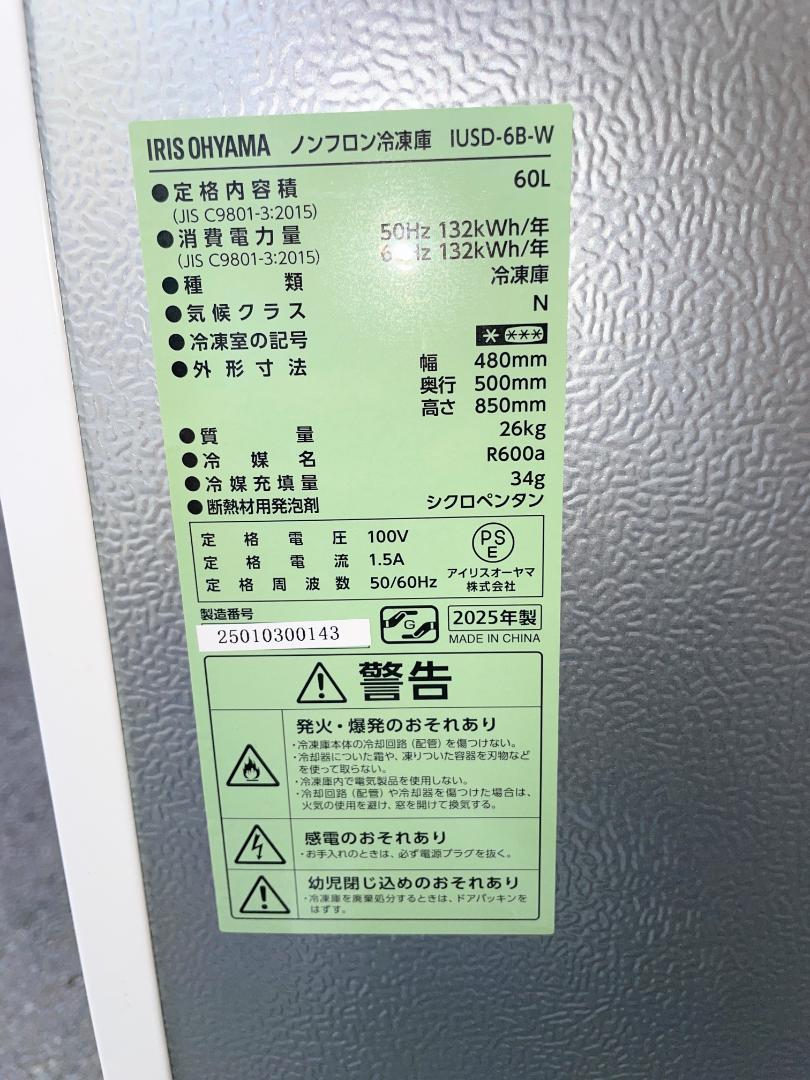 IRIS OHYAMA ノンフロン冷凍庫 IUSD-6B-W
●定格内容積 60L
(JIS C9801-3:2015)
●消費電力量 50Hz 132kWh/年
(JIS C9801-3:2015) 60Hz 132kWh/年
●種類 冷凍庫
●気候クラス N
●冷凍室の記号 * ***
●外形寸法 幅 480mm
奥行 500mm
高さ 850mm
●質量 26kg
●冷媒名 R600a
●冷媒充填量 34g
●断熱材用発泡剤 シクロペンタン
定格電圧 100V
定格電流 1.5A
定格周波数 50/60Hz
PS
E
アイリスオーヤマ
株式会社
製造番号
25010300143
G
2025年製
MADE IN CHINA
警告
発火・爆発のおそれあり
・冷凍庫本体の冷却回路(配管)を傷つけない。
・冷却器についた霜や、凍りついた容器を刃物など
を使って取らない。
・冷凍庫内で電気製品を使用しない。
・冷却回路(配管)や冷却器を傷つけた場合は、
火気の使用を避け、窓を開けて換気する。
感電のおそれあり
・お手入れのときは、必ず電源プラグを抜く。
幼児閉じ込めのおそれあり
・冷凍庫を廃棄処分するときは、ドアパッキンを
はずす。